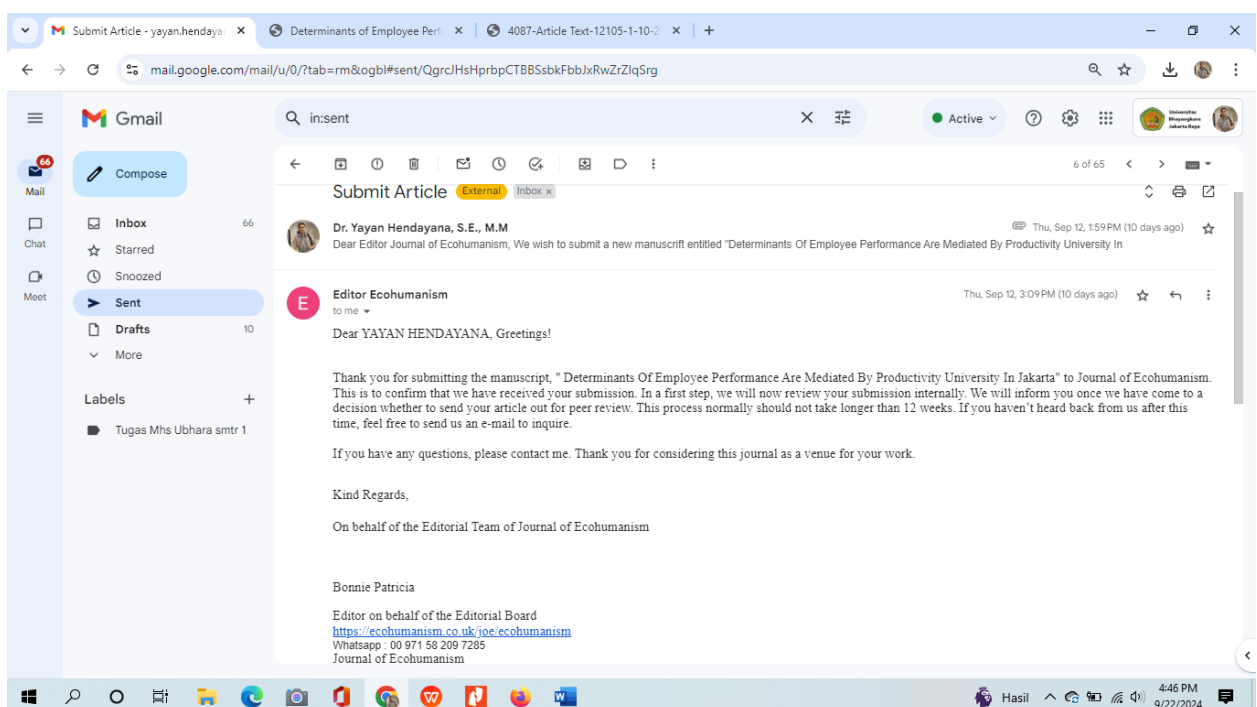 Submit Article - yayan.hendaya
Determinants of Employee Perf
4087-Article Text-12105-1-10-2
mail.google.com/mail/u/0/?tab=rm&ogbl#sent/QgrcJHsHprbpCTBBSsbkFbbJxRwZrZlqSrg
Gmail
in:sent
Active
Universitas
Bhayangkara
Jakarta Raya
66
Mail
Chat
Meet
Compose
Inbox 66
Starred
Snoozed
Sent
Drafts 10
More
Labels
Tugas Mhs Ubhara smtr 1
6 of 65
Submit Article External Inbox x
Dr. Yayan Hendayana, S.E., M.M Thu, Sep 12, 1:59 PM (10 days ago)
Dear Editor Journal of Ecohumanism, We wish to submit a new manuscrift entitled "Determinants Of Employee Performance Are Mediated By Productivity University In
E
Editor Ecohumanism Thu, Sep 12, 3:09 PM (10 days ago)
to me
Dear YAYAN HENDAYANA, Greetings!
Thank you for submitting the manuscript, " Determinants Of Employee Performance Are Mediated By Productivity University In Jakarta" to Journal of Ecohumanism.
This is to confirm that we have received your submission. In a first step, we will now review your submission internally. We will inform you once we have come to a
decision whether to send your article out for peer review. This process normally should not take longer than 12 weeks. If you haven't heard back from us after this
time, feel free to send us an e-mail to inquire.
If you have any questions, please contact me. Thank you for considering this journal as a venue for your work.
Kind Regards,
On behalf of the Editorial Team of Journal of Ecohumanism
Bonnie Patricia
Editor on behalf of the Editorial Board
https://ecohumanism.co.uk/joe/ecohumanism
Whatsapp : 00 971 58 209 7285
Journal of Ecohumanism
Hasil
4:46 PM
9/22/2024